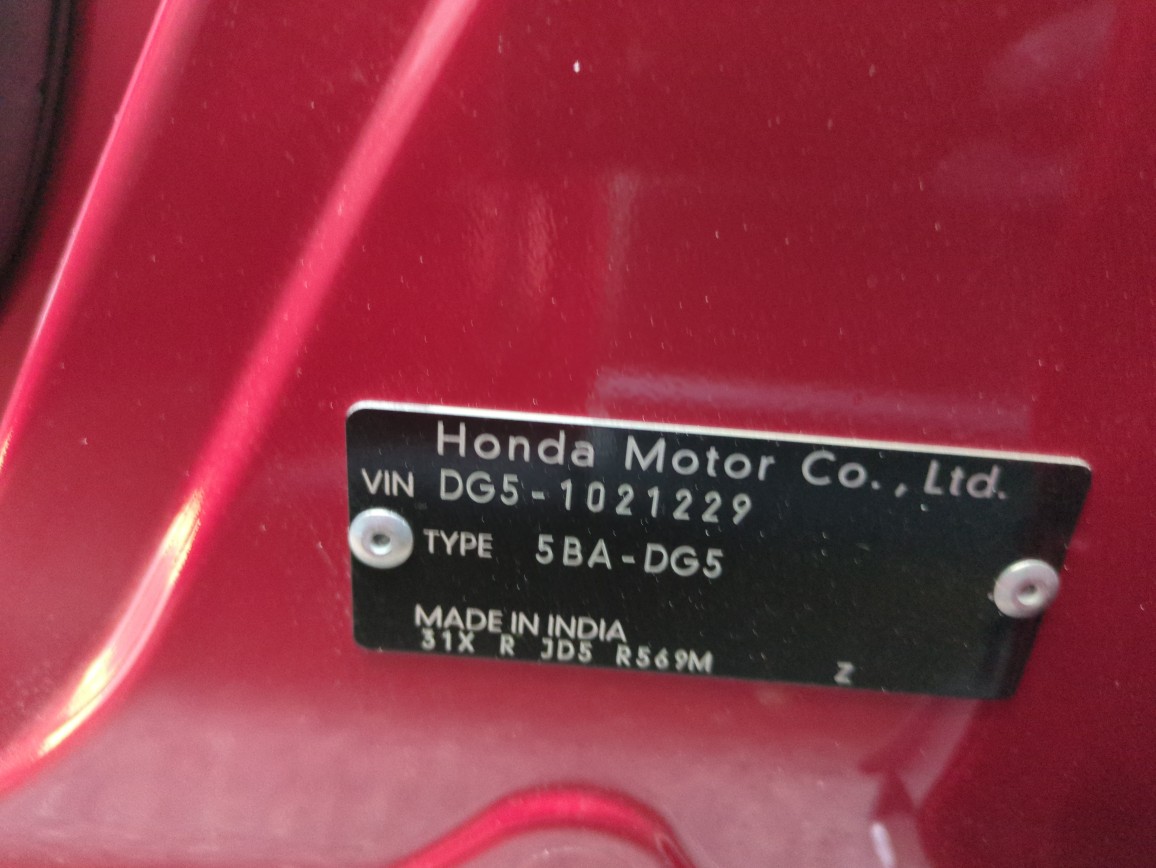 Honda Motor Co., Ltd.
VIN DG5-1021229
TYPE 5BA-DG5
MADE IN INDIA
31X R JD5 R569M Z